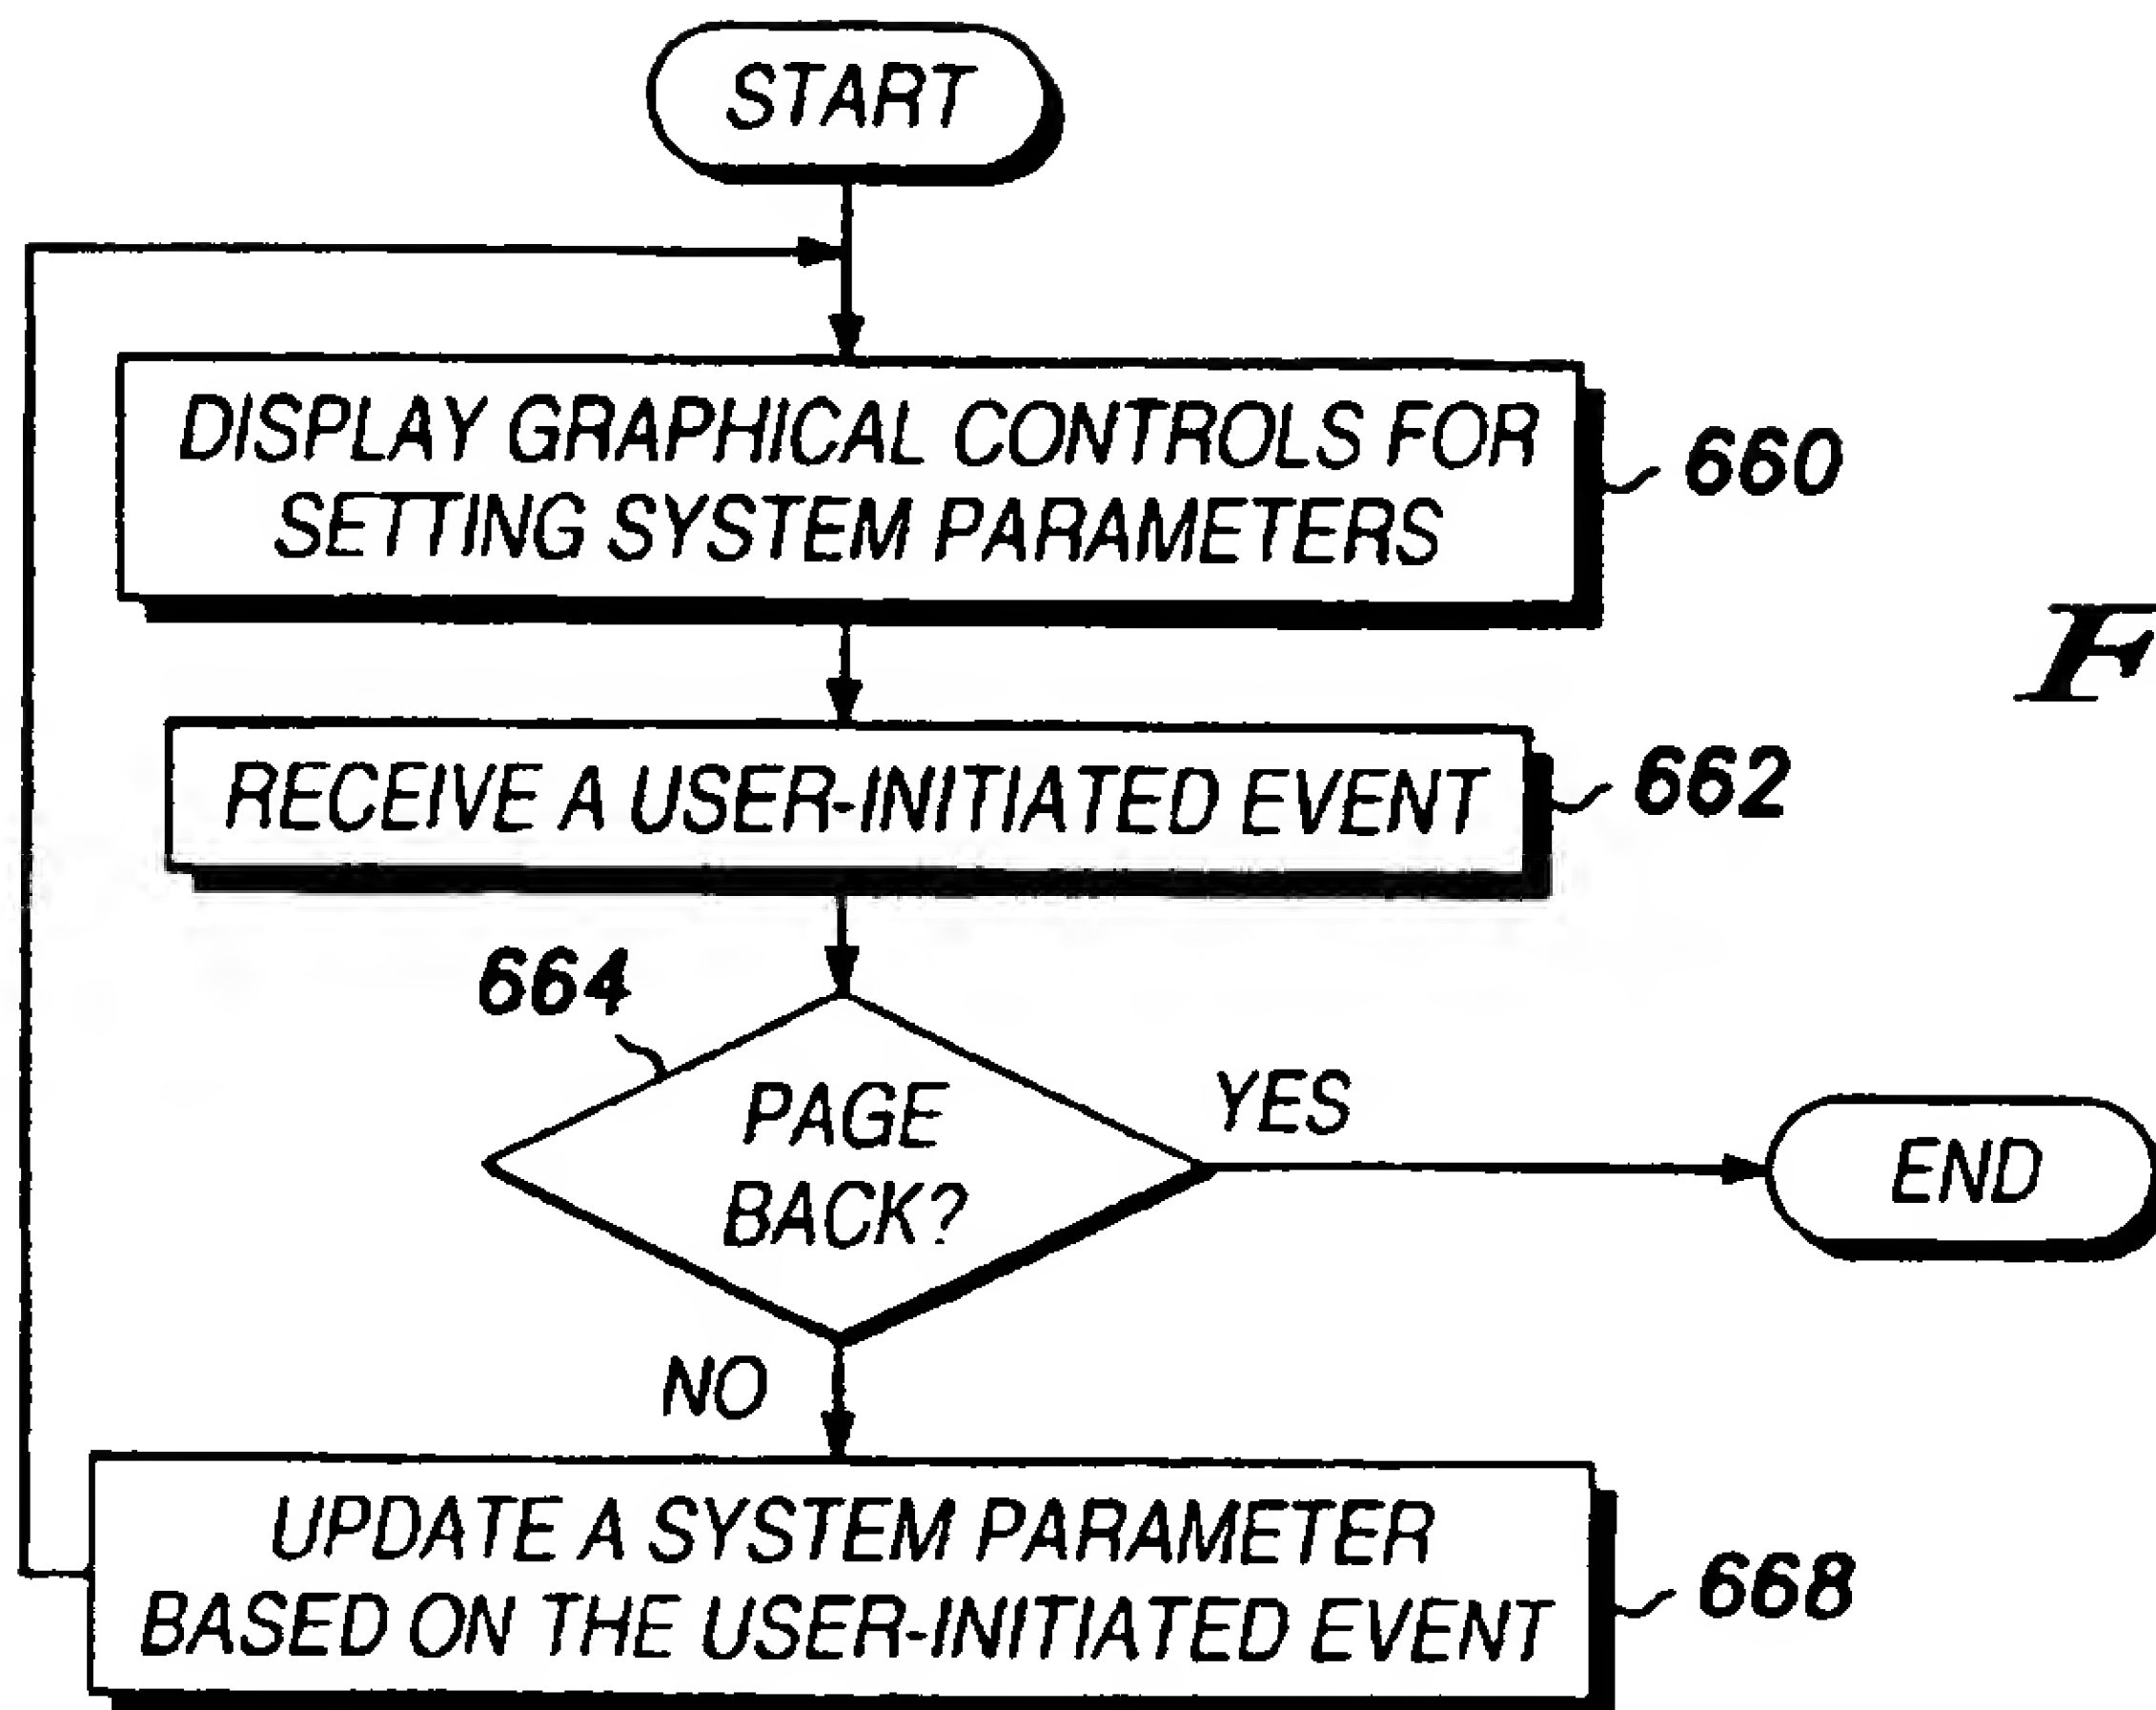 START
DISPLAY GRAPHICAL CONTROLS FOR
SETTING SYSTEM PARAMETERS
660
F
RECEIVE A USER-INITIATED EVENT
662
664
PAGE
BACK?
YES
END
NO
UPDATE A SYSTEM PARAMETER
BASED ON THE USER-INITIATED EVENT
668